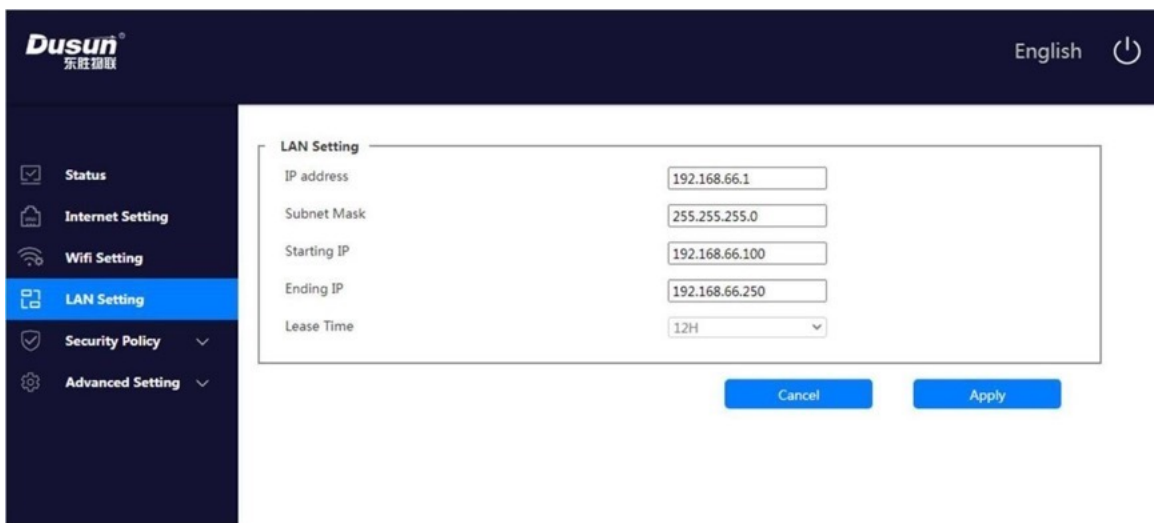 Dusun®
东胜物联
English
Status
Internet Setting
Wifi Setting
LAN Setting
Security Policy
Advanced Setting
LAN Setting
IP address 192.168.66.1
Subnet Mask 255.255.255.0
Starting IP 192.168.66.100
Ending IP 192.168.66.250
Lease Time 12H
Cancel Apply